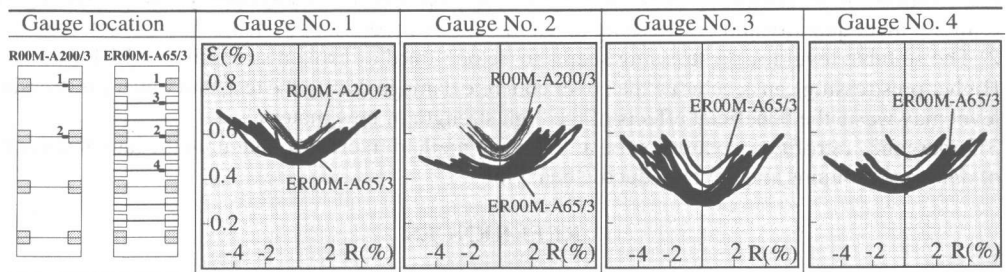 Gauge location
Gauge No. 1
Gauge No. 2
Gauge No. 3
Gauge No. 4
R00M-A200/3
ER00M-A65/3
1
2
1
3
2
4
ε(%)
0.8
0.6
0.4
0.2
R00M-A200/3
ER00M-A65/3
-4 -2 2 R(%)
R00M-A200/3
ER00M-A65/3
-4 -2 2 R(%)
ER00M-A65/3
-4 -2 2 R(%)
ER00M-A65/3
-4 -2 2 R(%)